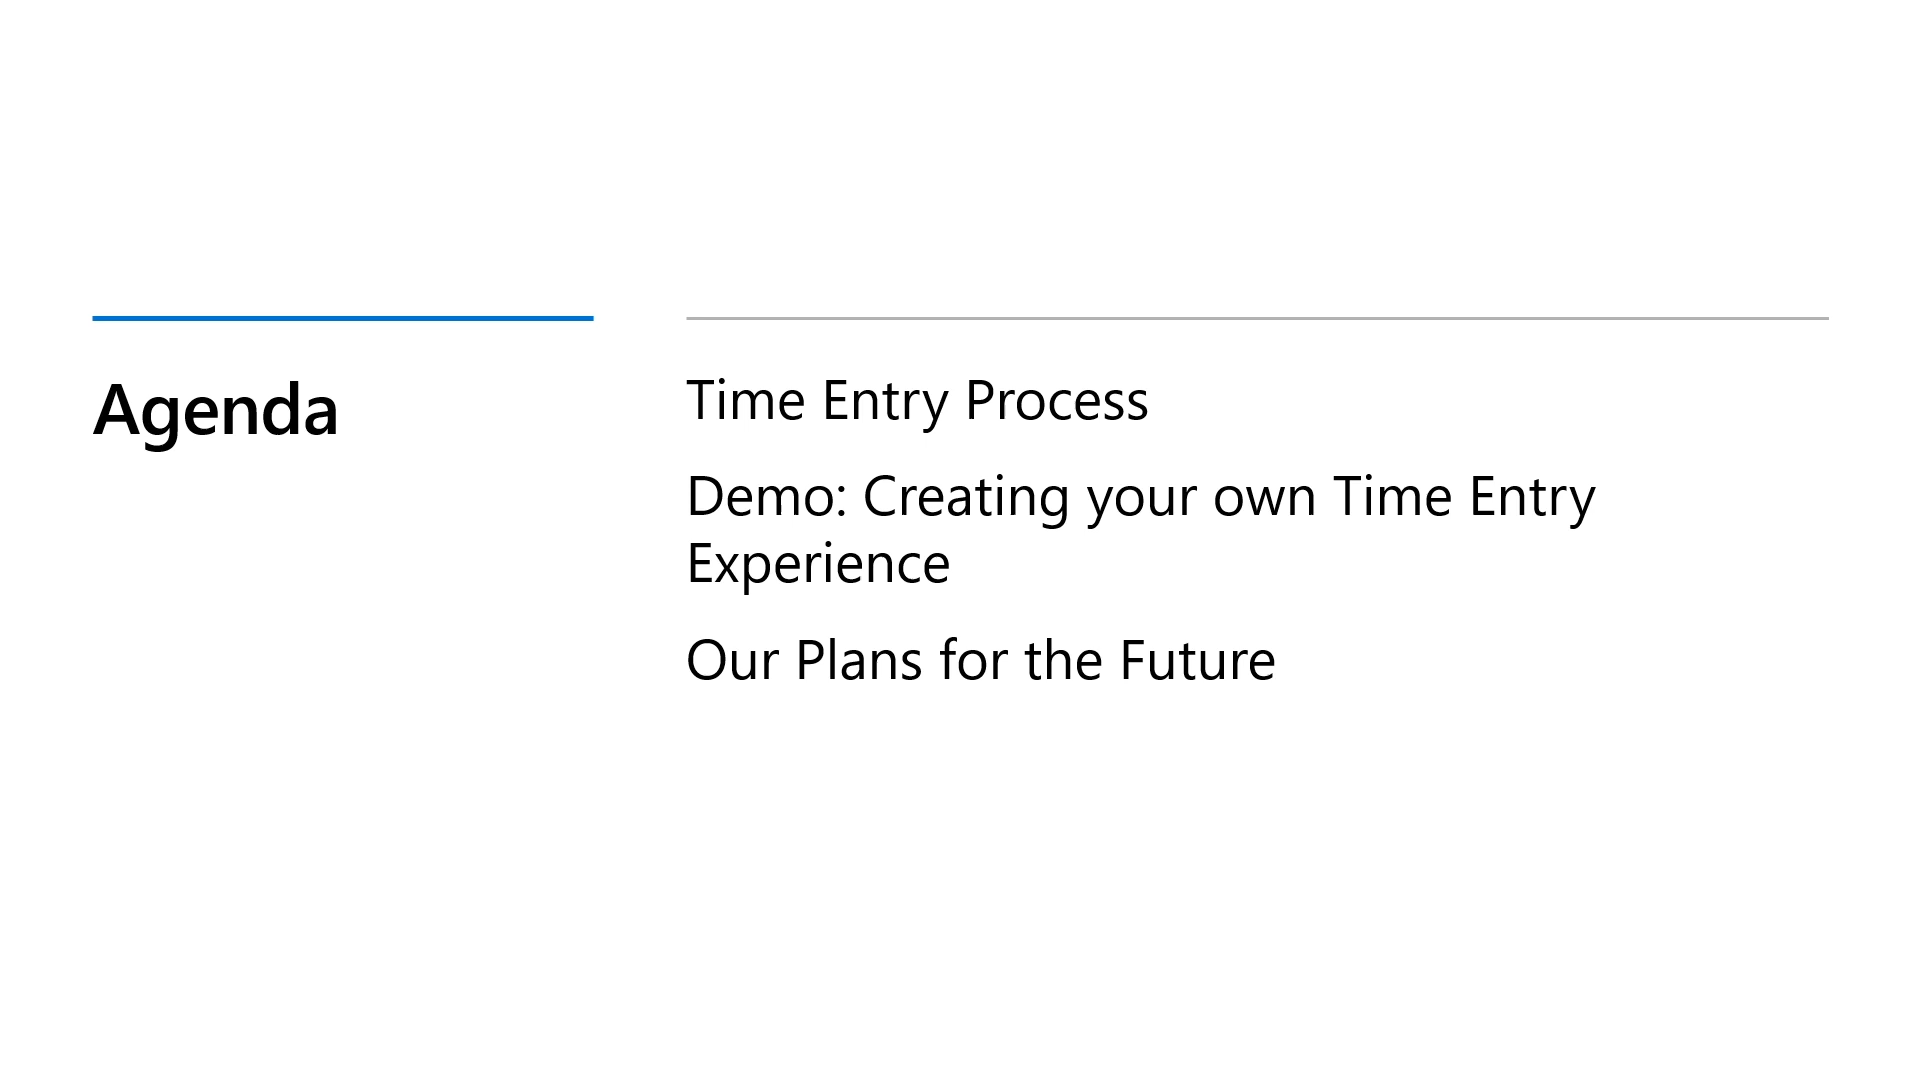 Agenda
Time Entry Process
Demo: Creating your own Time Entry
Experience
Our Plans for the Future